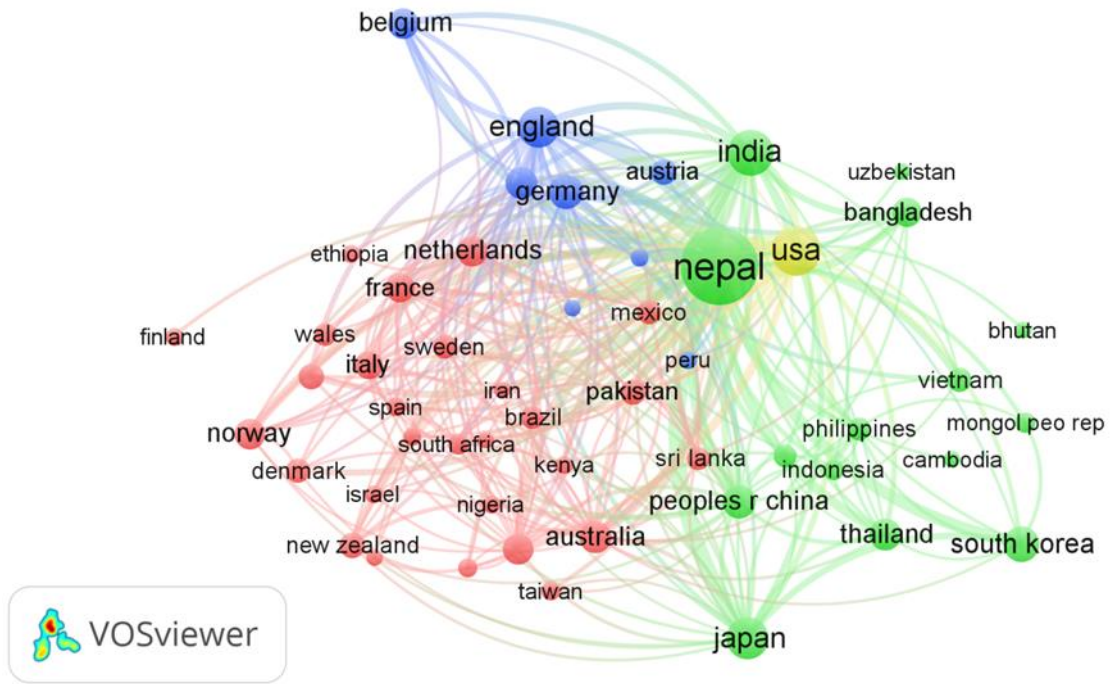 belgium
england
india
austria
uzbekistan
germany
bangladesh
ethiopia
netherlands
usa
nepal
france
mexico
bhutan
finland
wales
sweden
italy
peru
vietnam
iran
pakistan
spain
brazil
mongol peo rep
philippines
norway
south africa
sri lanka
cambodia
denmark
kenya
indonesia
israel
nigeria
peoples r china
new zealand
australia
thailand
south korea
taiwan
japan
VOSviewer